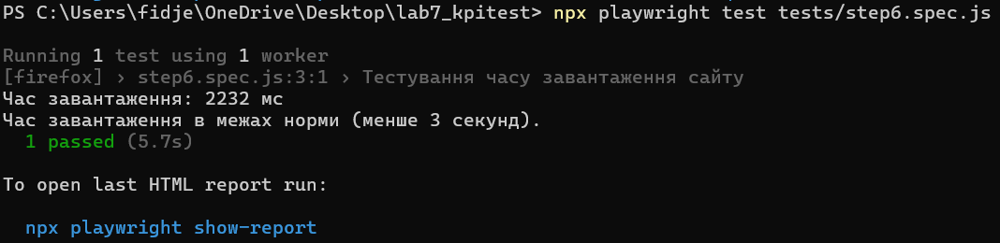 PS C:\Users\fidje\OneDrive\Desktop\lab7_kpitest> npx playwright test tests/step6.spec.js
Running 1 test using 1 worker
[firefox] › step6.spec.js:3:1 › Тестування часу завантаження сайту
Час завантаження: 2232 мс
Час завантаження в межах норми (менше 3 секунд).
1 passed (5.7s)
To open last HTML report run:
npx playwright show-report